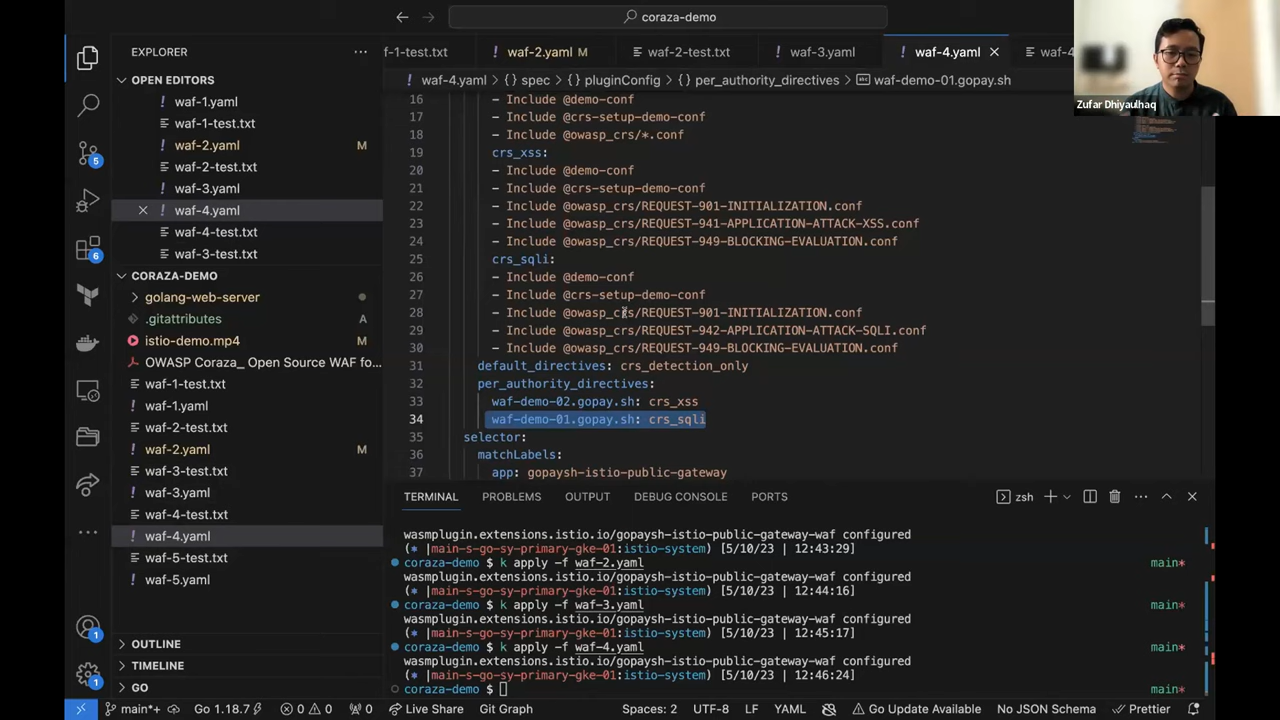 coraza-demo
Zufar Dhiyaulhaq
EXPLORER
OPEN EDITORS
waf-1.yaml
waf-1-test.txt
waf-2.yaml M
waf-2-test.txt
waf-3.yaml
waf-4.yaml
waf-4-test.txt
waf-3-test.txt
CORAZA-DEMO
golang-web-server
.gitattributes A
istio-demo.mp4
OWASP Coraza_ Open Source WAF fo...
waf-1-test.txt
waf-1.yaml
waf-2-test.txt
waf-2.yaml M
waf-3-test.txt
waf-3.yaml
waf-4-test.txt
waf-4.yaml
waf-5-test.txt
waf-5.yaml
OUTLINE
TIMELINE
GO
5
6
1
1
f-1-test.txt waf-2.yaml M waf-2-test.txt waf-3.yaml waf-4.yaml waf-4
waf-4.yaml > {} spec > {} pluginConfig > {} per_authority_directives > waf-demo-01.gopay.sh
16 - Include @demo-conf
17 - Include @crs-setup-demo-conf
18 - Include @owasp_crs/*.conf
19 crs_xss:
20 - Include @demo-conf
21 - Include @crs-setup-demo-conf
22 - Include @owasp_crs/REQUEST-901-INITIALIZATION.conf
23 - Include @owasp_crs/REQUEST-941-APPLICATION-ATTACK-XSS.conf
24 - Include @owasp_crs/REQUEST-949-BLOCKING-EVALUATION.conf
25 crs_sqli:
26 - Include @demo-conf
27 - Include @crs-setup-demo-conf
28 - Include @owasp_crs/REQUEST-901-INITIALIZATION.conf
29 - Include @owasp_crs/REQUEST-942-APPLICATION-ATTACK-SQLI.conf
30 - Include @owasp_crs/REQUEST-949-BLOCKING-EVALUATION.conf
31 default_directives: crs_detection_only
32 per_authority_directives:
33 waf-demo-02.gopay.sh: crs_xss
34 waf-demo-01.gopay.sh: crs_sqli
35 selector:
36 matchLabels:
37 app: gopaysh-istio-public-gateway
TERMINAL PROBLEMS OUTPUT DEBUG CONSOLE PORTS zsh
wasmplugin.extensions.istio.io/gopaysh-istio-public-gateway-waf configured
(* |main-s-go-sy-primary-gke-01:istio-system) [5/10/23 | 12:43:29]
coraza-demo $ k apply -f waf-2.yaml main*
wasmplugin.extensions.istio.io/gopaysh-istio-public-gateway-waf configured
(* |main-s-go-sy-primary-gke-01:istio-system) [5/10/23 | 12:44:16]
coraza-demo $ k apply -f waf-3.yaml main*
wasmplugin.extensions.istio.io/gopaysh-istio-public-gateway-waf configured
(* |main-s-go-sy-primary-gke-01:istio-system) [5/10/23 | 12:45:17]
coraza-demo $ k apply -f waf-4.yaml main*
wasmplugin.extensions.istio.io/gopaysh-istio-public-gateway-waf configured
(* |main-s-go-sy-primary-gke-01:istio-system) [5/10/23 | 12:46:24]
coraza-demo $ main*
main*+ Go 1.18.7 0 0 0 Live Share Git Graph Spaces: 2 UTF-8 LF YAML Go Update Available No JSON Schema Prettier